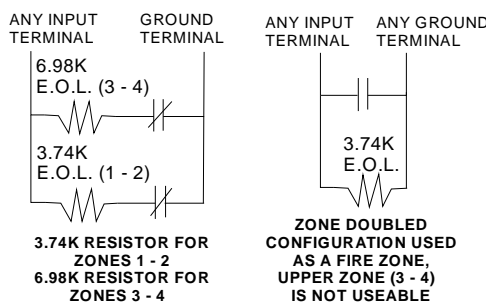 ANY INPUT
TERMINAL
GROUND
TERMINAL
6.98K
E.O.L. (3 - 4)
3.74K
E.O.L. (1 - 2)
3.74K RESISTOR FOR
ZONES 1 - 2
6.98K RESISTOR FOR
ZONES 3 - 4
ANY INPUT
TERMINAL
ANY GROUND
TERMINAL
3.74K
E.O.L.
ZONE DOUBLED
CONFIGURATION USED
AS A FIRE ZONE,
UPPER ZONE (3 - 4)
IS NOT USEABLE